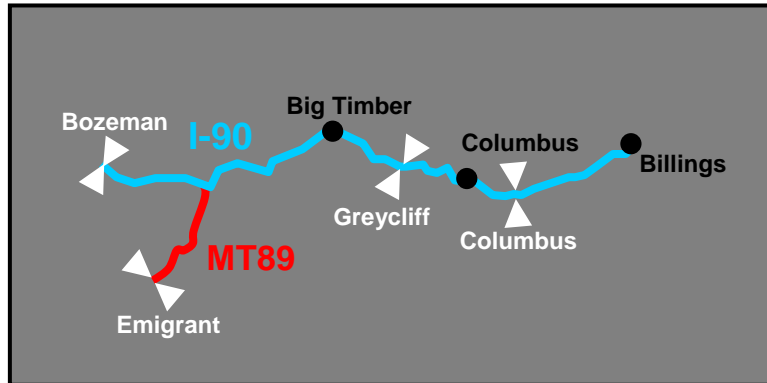 Big Timber
Bozeman
I-90
Columbus
Billings
Greycliff
Columbus
MT89
Emigrant